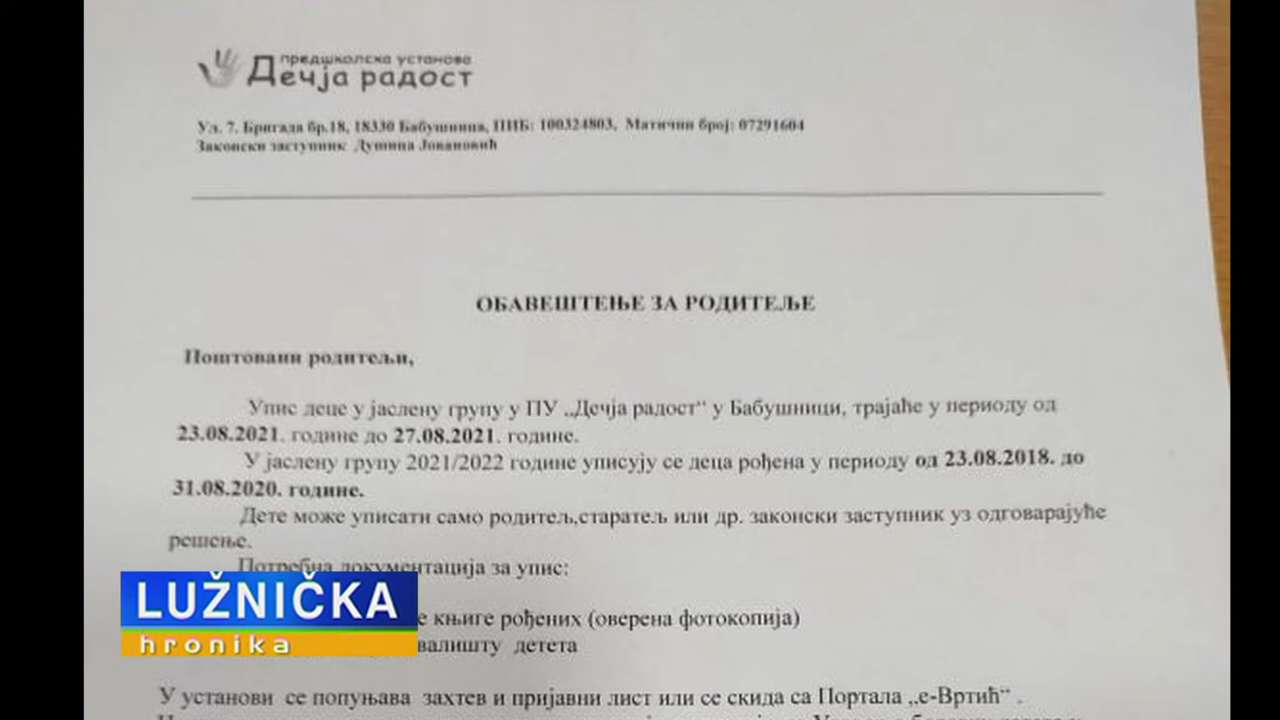 предшколска установа
Дечја радост
Ул. 7. Бригада бр.18, 18330 Бабушница, ПИБ: 100324803, Матични број: 07291604
Законски заступник Душица Јовановић
ОБАВЕШТЕЊЕ ЗА РОДИТЕЉЕ
Поштовани родитељи,
Упис деце у јаслену групу у ПУ „Дечја радост“ у Бабушници, трајаће у периоду од
23.08.2021. године до 27.08.2021. године.
У јаслену групу 2021/2022 године уписују се деца рођена у периоду од 23.08.2018. до
31.08.2020. године.
Дете може уписати само родитељ,старатељ или др. законски заступник уз одговарајуће
решење.
Потребна документација за упис:
књиге рођених (оверена фотокопија)
детета
У установи се попуњава захтев и пријавни лист или се скида са Портала „е-Вртић“ .
LUŽNIČKA
hronika